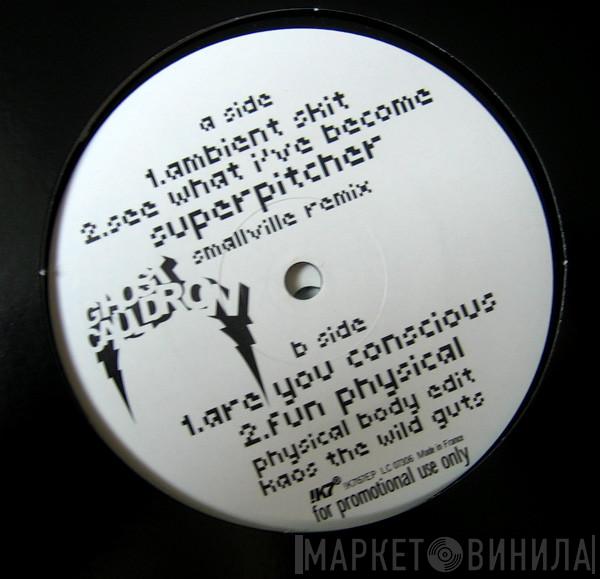 a side
1.ambient skit
2.see what i've become
superpitcher
smallville remix
GHOST
CAULDRON
b side
1.are you conscious
2.fun physical
physical body edit
kaos the wild guts
!K7® !K7167EP LC 07306 Made in France
for promotional use only
МАРКЕТ ВИНИЛА